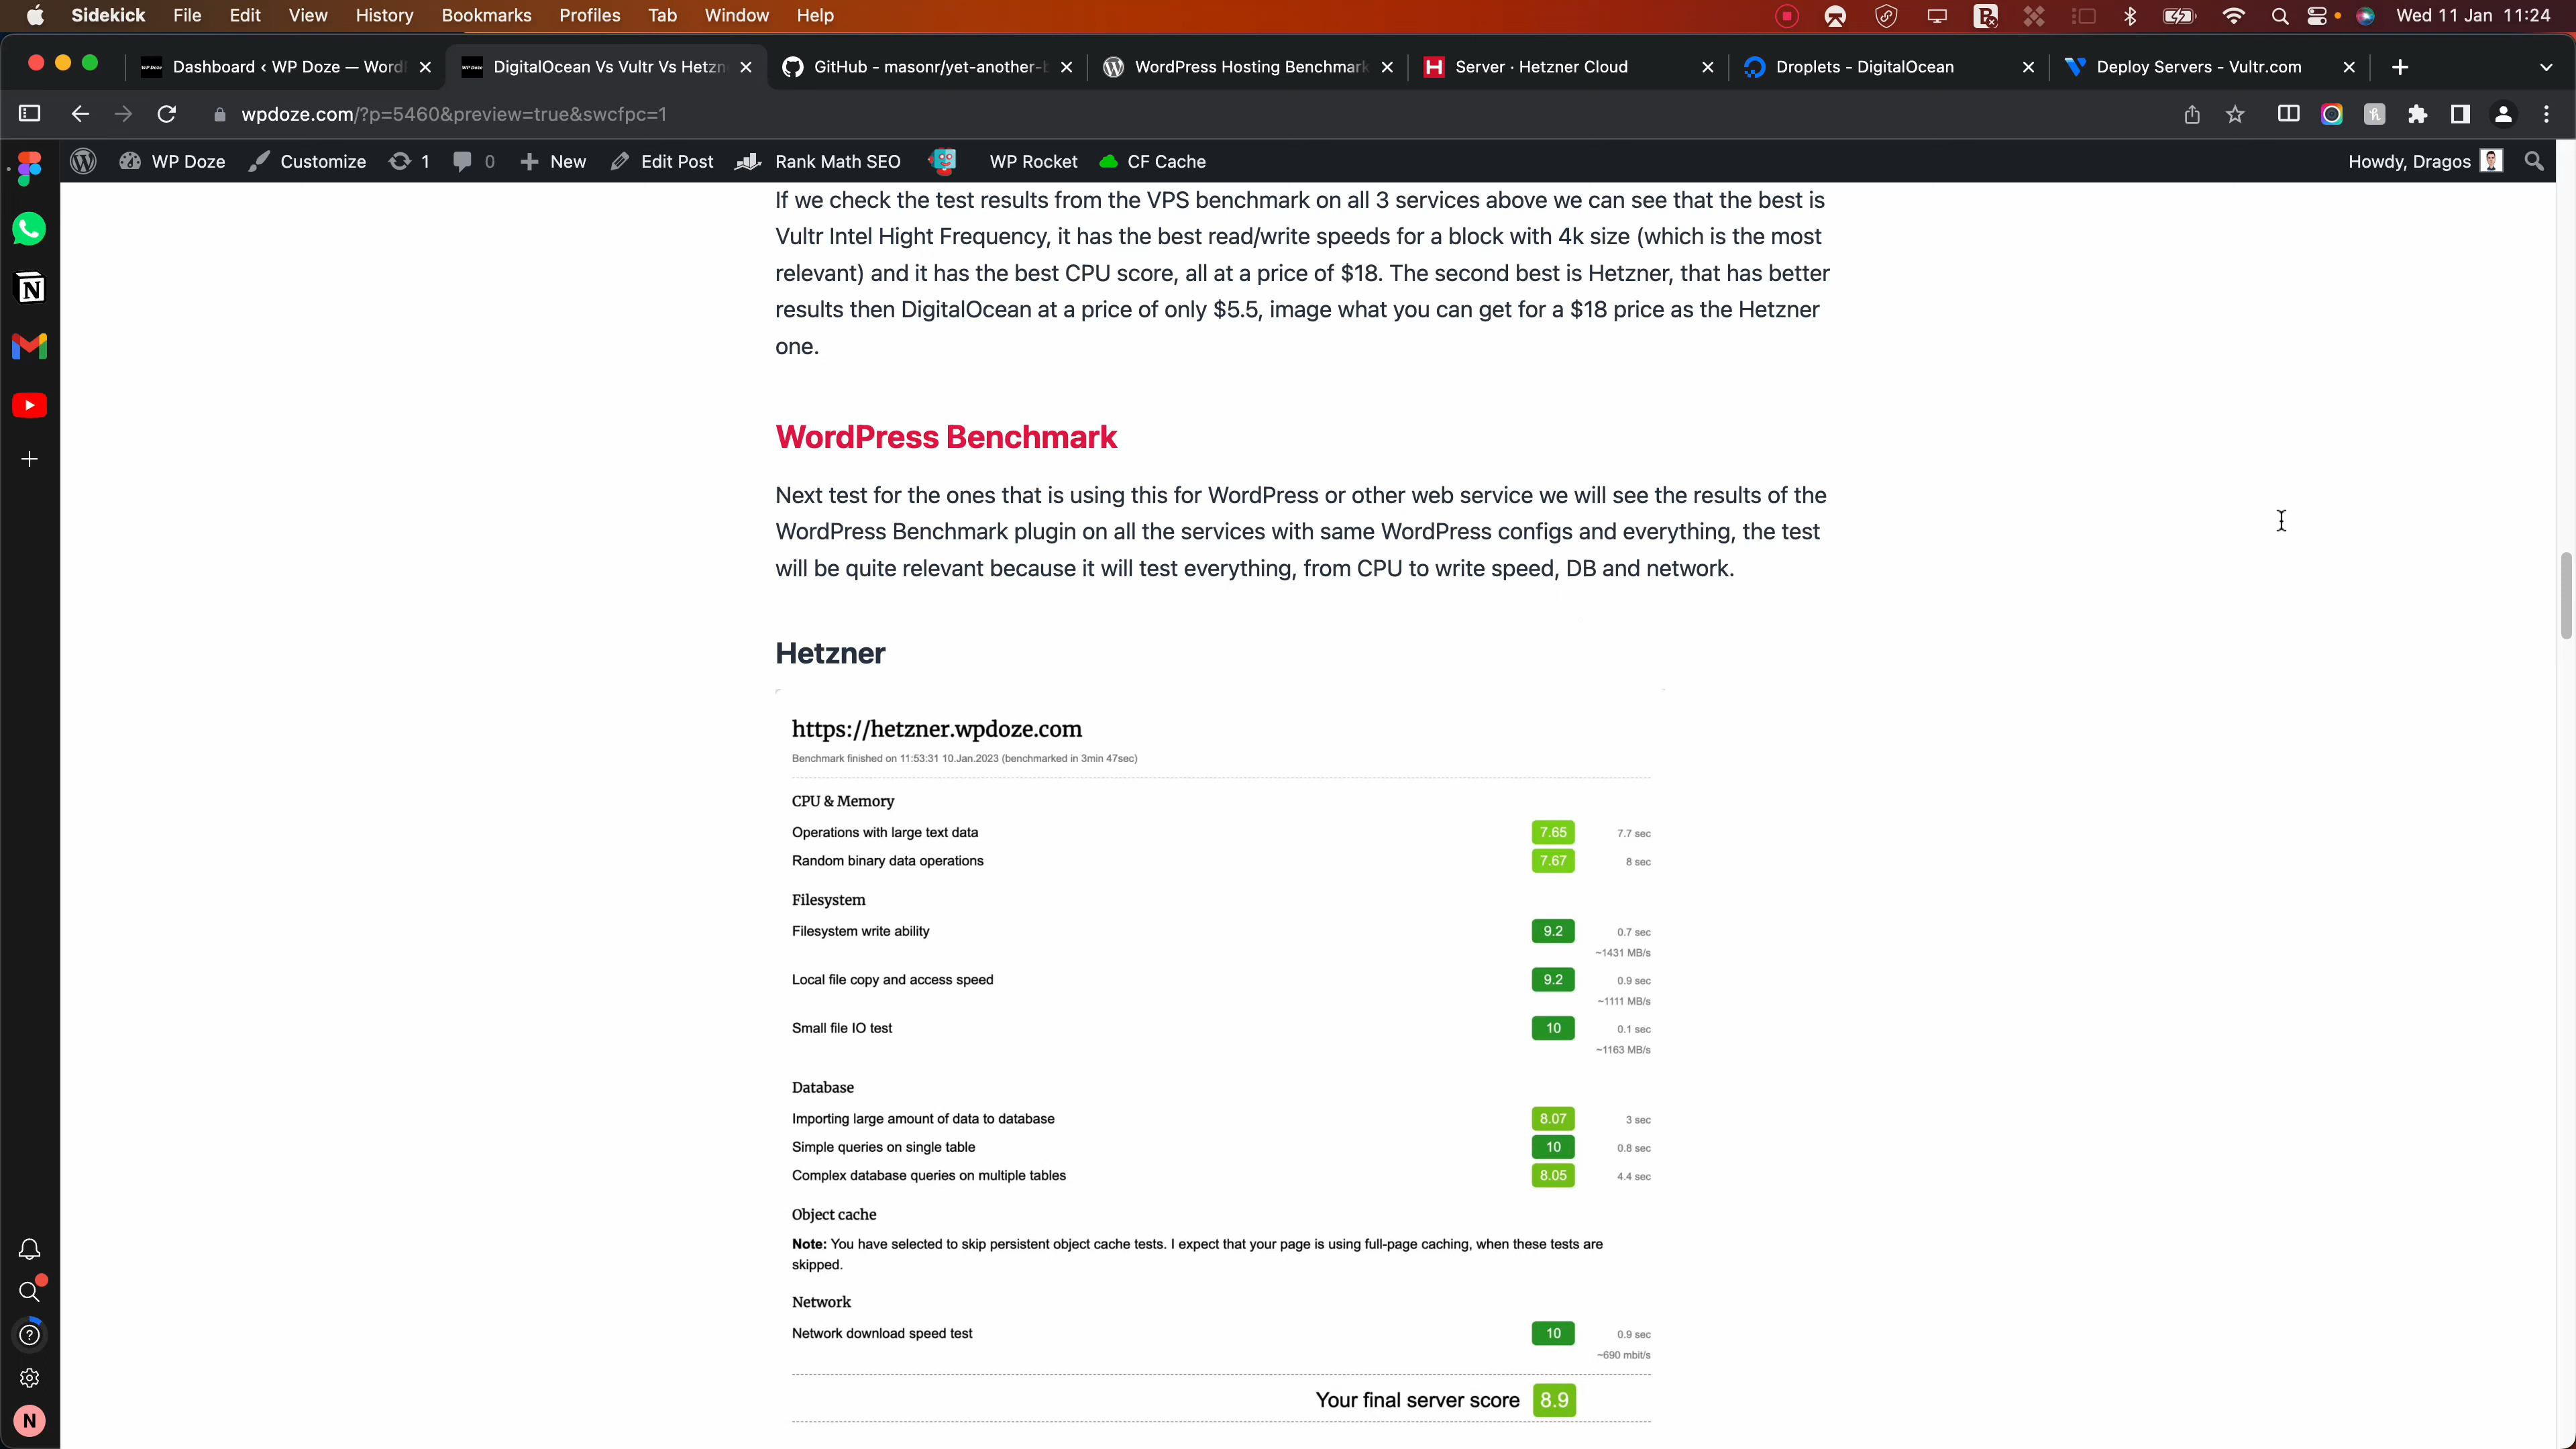 Sidekick File Edit View History Bookmarks Profiles Tab Window Help Wed 11 Jan 11:24
Dashboard < WP Doze — Word DigitalOcean Vs Vultr Vs Hetzn GitHub - masonr/yet-another-b WordPress Hosting Benchmark Server · Hetzner Cloud Droplets - DigitalOcean Deploy Servers - Vultr.com
wpdoze.com/?p=5460&preview=true&swcfpc=1
WP Doze Customize 1 0 New Edit Post Rank Math SEO WP Rocket CF Cache Howdy, Dragos
If we check the test results from the VPS benchmark on all 3 services above we can see that the best is
Vultr Intel Hight Frequency, it has the best read/write speeds for a block with 4k size (which is the most
relevant) and it has the best CPU score, all at a price of $18. The second best is Hetzner, that has better
results then DigitalOcean at a price of only $5.5, image what you can get for a $18 price as the Hetzner
one.
WordPress Benchmark
Next test for the ones that is using this for WordPress or other web service we will see the results of the
WordPress Benchmark plugin on all the services with same WordPress configs and everything, the test
will be quite relevant because it will test everything, from CPU to write speed, DB and network.
Hetzner
https://hetzner.wpdoze.com
Benchmark finished on 11:53:31 10.Jan.2023 (benchmarked in 3min 47sec)
CPU & Memory
Operations with large text data 7.65 7.7 sec
Random binary data operations 7.67 8 sec
Filesystem
Filesystem write ability 9.2 0.7 sec
~1431 MB/s
Local file copy and access speed 9.2 0.9 sec
~1111 MB/s
Small file IO test 10 0.1 sec
~1163 MB/s
Database
Importing large amount of data to database 8.07 3 sec
Simple queries on single table 10 0.8 sec
Complex database queries on multiple tables 8.05 4.4 sec
Object cache
Note: You have selected to skip persistent object cache tests. I expect that your page is using full-page caching, when these tests are
skipped.
Network
Network download speed test 10 0.9 sec
~690 mbit/s
Your final server score 8.9
N